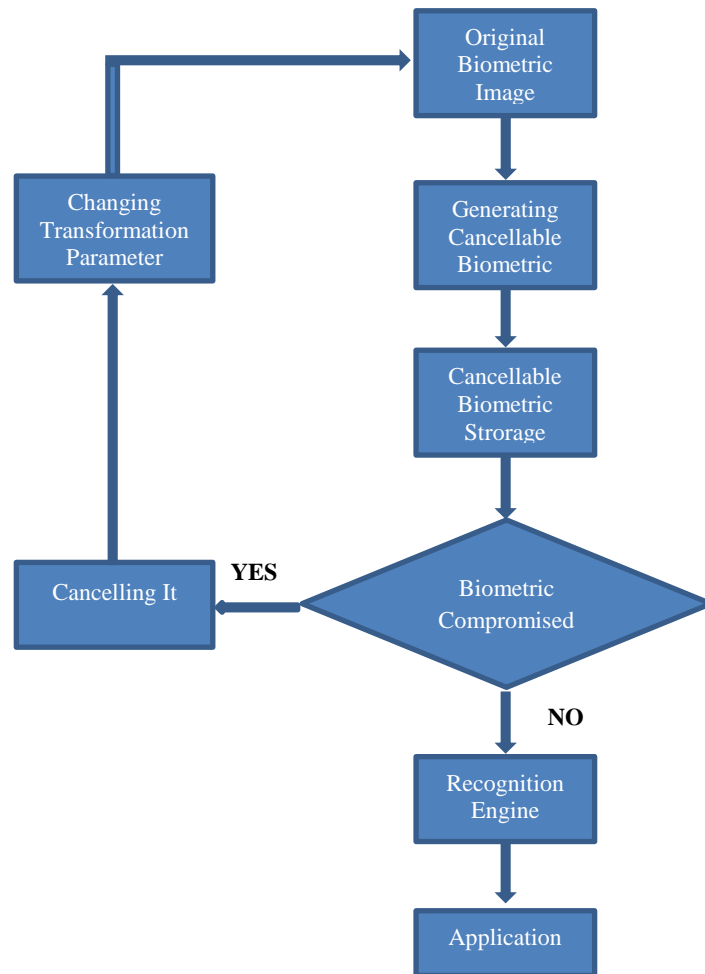 Original
Biometric
Image
Changing
Transformation
Parameter
Generating
Cancellable
Biometric
Cancellable
Biometric
Strorage
Cancelling It
YES
Biometric
Compromised
NO
Recognition
Engine
Application